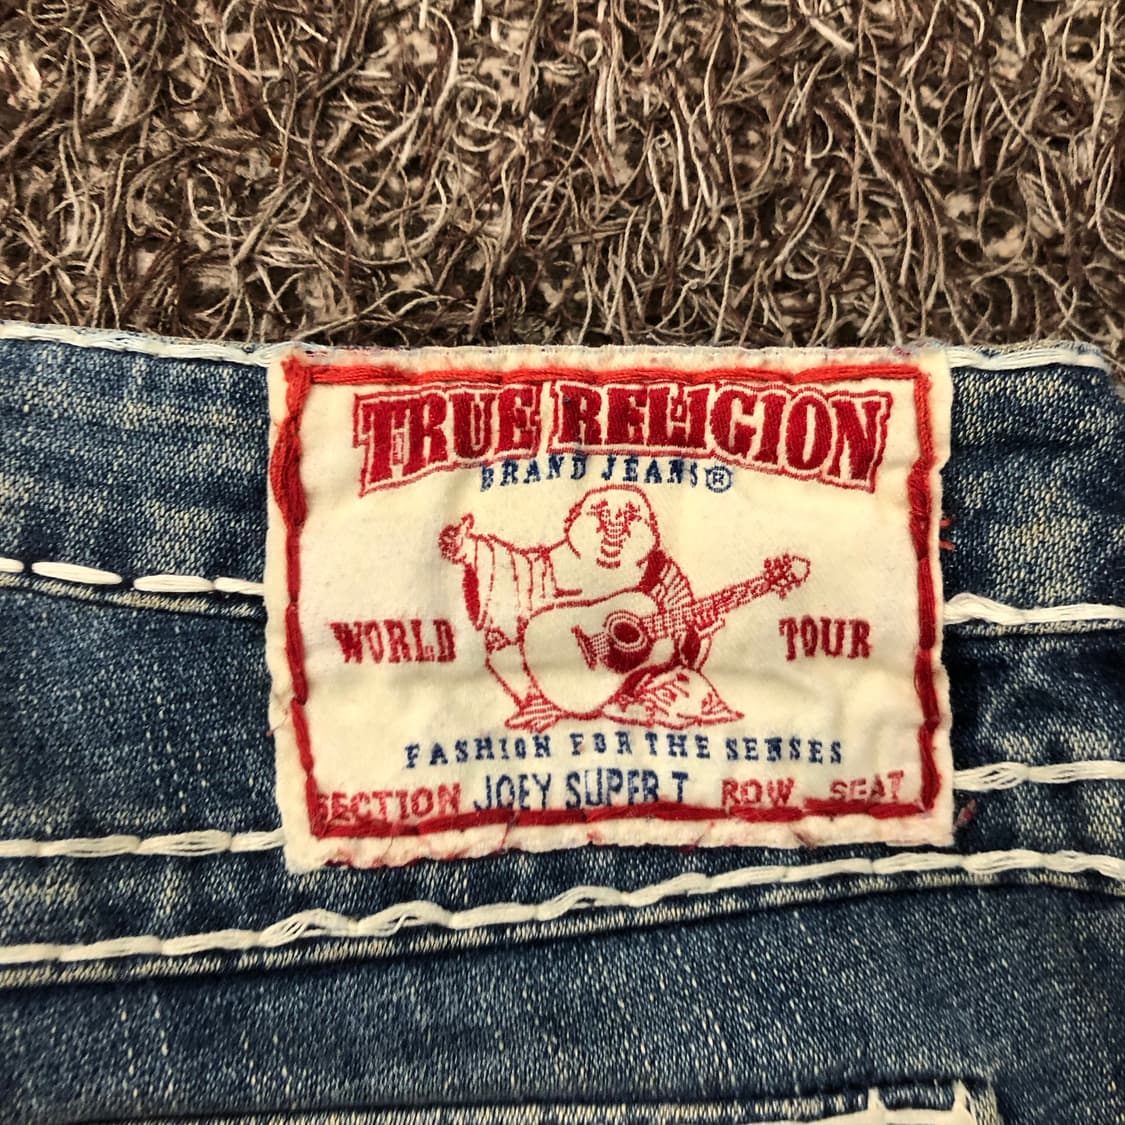 TRUE RELIGION
BRAND JEANS®
WORLD TOUR
FASHION FOR THE SENSES
SECTION JOEY SUPER T ROW SEAT